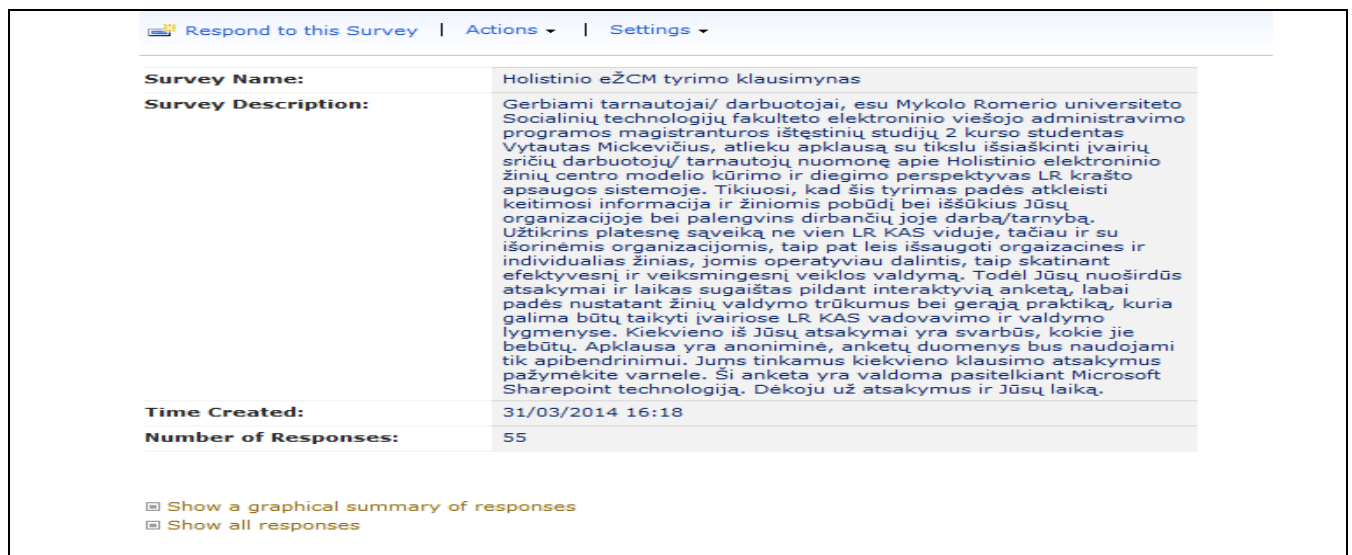 Respond to this Survey | Actions | Settings
Survey Name: Holistinio eŽCM tyrimo klausimynas
Survey Description: Gerbiami tarnautojai/ darbuotojai, esu Mykolo Romerio universiteto
Socialinių technologijų fakulteto elektroninio viešojo administravimo
programos magistranturos ištęstinių studijų 2 kurso studentas
Vytautas Mickevičius, atlieku apklausą su tikslu išsiaiškinti įvairių
sričių darbuotojų/ tarnautojų nuomonę apie Holistinio elektroninio
žinių centro modelio kūrimo ir diegimo perspektyvas LR krašto
apsaugos sistemoje. Tikiuosi, kad šis tyrimas padės atkleisti
keitimosi informacija ir žiniomis pobūdį bei iššūkius Jūsų
organizacijoje bei palengvins dirbančių joje darbą/tarnybą.
Užtikrins platesnę sąveiką ne vien LR KAS viduje, tačiau ir su
išorinėmis organizacijomis, taip pat leis išsaugoti orgaizacines ir
individualias žinias, jomis operatyviau dalintis, taip skatinant
efektyvesnį ir veiksmingesnį veiklos valdymą. Todėl Jūsų nuoširdūs
atsakymai ir laikas sugaištas pildant interaktyvią anketą, labai
padės nustatant žinių valdymo trūkumus bei gerąją praktiką, kuria
galima būtų taikyti įvairiose LR KAS vadovavimo ir valdymo
lygmenyse. Kiekvieno iš Jūsų atsakymai yra svarbūs, kokie jie
bebūtų. Apklausa yra anoniminė, anketų duomenys bus naudojami
tik apibendrinimui. Jums tinkamus kiekvieno klausimo atsakymus
pažymėkite varnele. Ši anketa yra valdoma pasitelkiant Microsoft
Sharepoint technologiją. Dėkoju už atsakymus ir Jūsų laiką.
Time Created: 31/03/2014 16:18
Number of Responses: 55
Show a graphical summary of responses
Show all responses